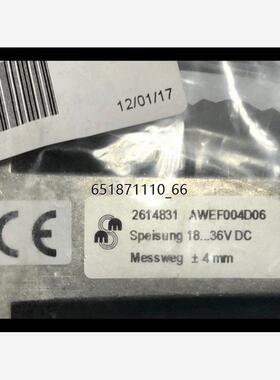 12/01/17
651871110_66
CE
2614831 AWEF004D06
Speisung 18...36V DC
Messweg ± 4 mm